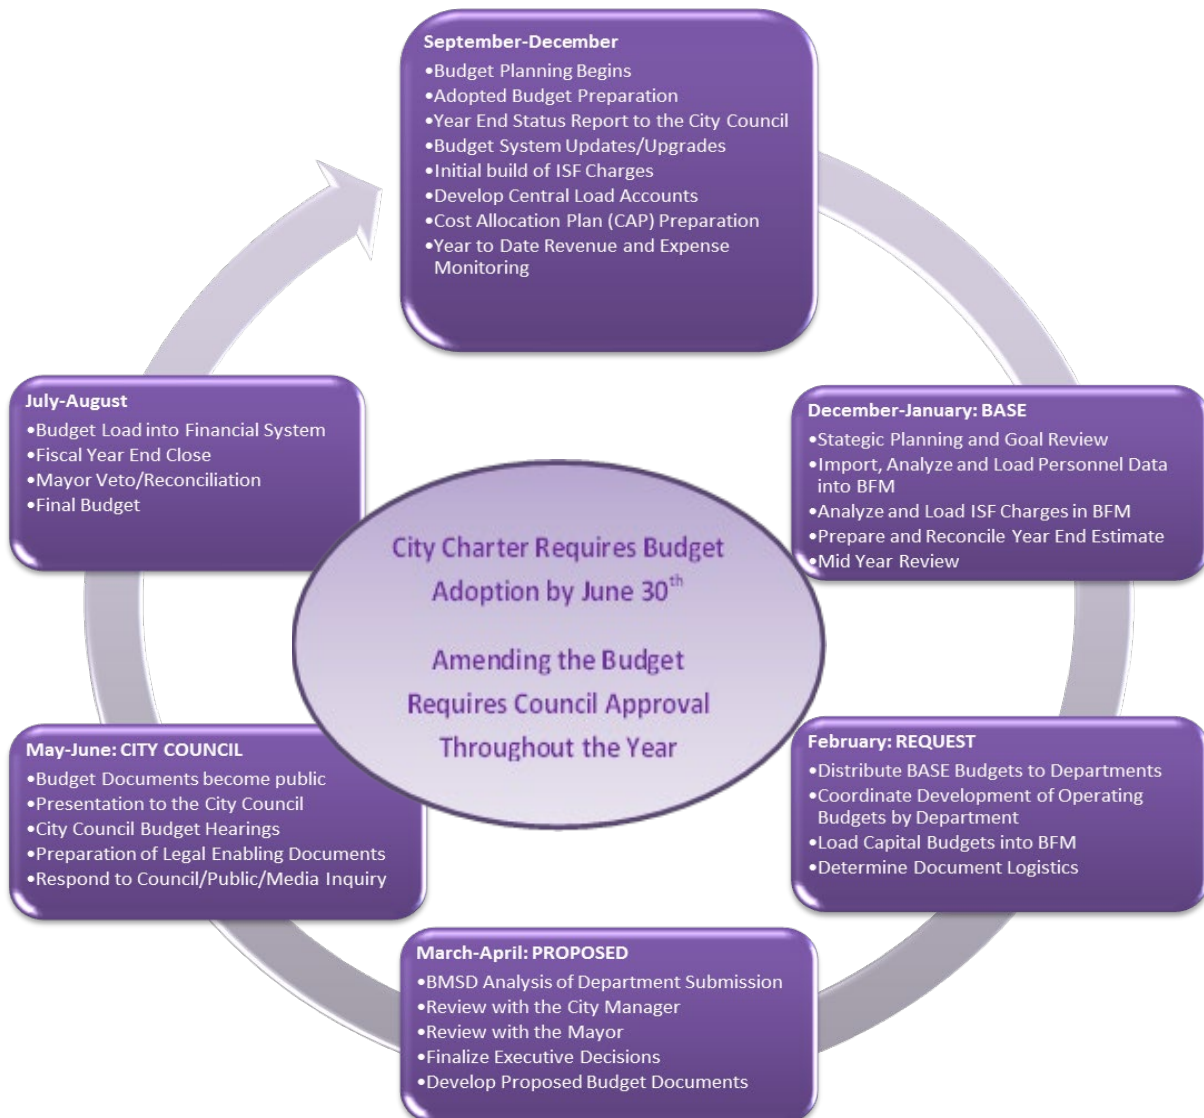 September-December
•Budget Planning Begins
•Adopted Budget Preparation
•Year End Status Report to the City Council
•Budget System Updates/Upgrades
•Initial build of ISF Charges
•Develop Central Load Accounts
•Cost Allocation Plan (CAP) Preparation
•Year to Date Revenue and Expense
Monitoring
December-January: BASE
•Stategic Planning and Goal Review
•Import, Analyze and Load Personnel Data
into BFM
•Analyze and Load ISF Charges in BFM
•Prepare and Reconcile Year End Estimate
•Mid Year Review
February: REQUEST
•Distribute BASE Budgets to Departments
•Coordinate Development of Operating
Budgets by Department
•Load Capital Budgets into BFM
•Determine Document Logistics
March-April: PROPOSED
•BMSD Analysis of Department Submission
•Review with the City Manager
•Review with the Mayor
•Finalize Executive Decisions
•Develop Proposed Budget Documents
May-June: CITY COUNCIL
•Budget Documents become public
•Presentation to the City Council
•City Council Budget Hearings
•Preparation of Legal Enabling Documents
•Respond to Council/Public/Media Inquiry
July-August
•Budget Load into Financial System
•Fiscal Year End Close
•Mayor Veto/Reconciliation
•Final Budget
City Charter Requires Budget
Adoption by June 30th
Amending the Budget
Requires Council Approval
Throughout the Year